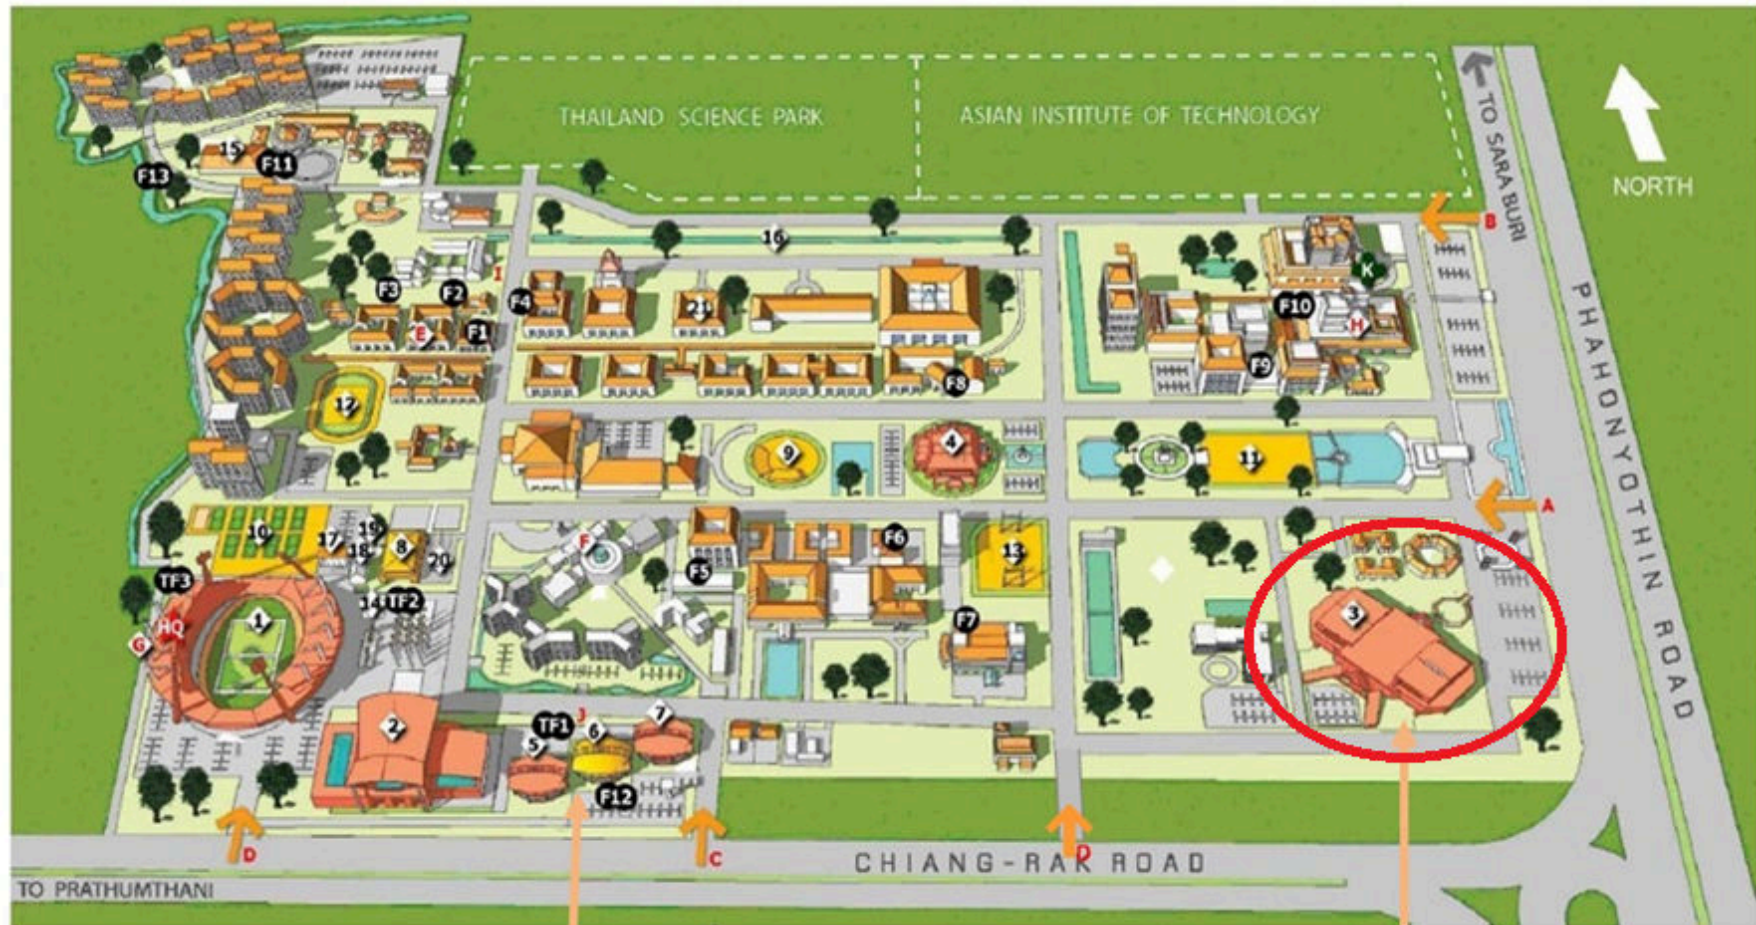 THAILAND SCIENCE PARK
ASIAN INSTITUTE OF TECHNOLOGY
TO SARABURI
NORTH
PHAHONYOTHIN ROAD
15
F11
F13
16
B
K
I
F3
F2
F4
21
F10
E
F1
H
F9
F8
12
4
9
11
10
17
19
18
8
20
A
F
F6
F5
13
TF3
14
TF2
HQ
G
1
3
F7
2
TF1
J
5
6
7
F12
D
C
D
CHIANG-RAK ROAD
TO PRATHUMTHANI